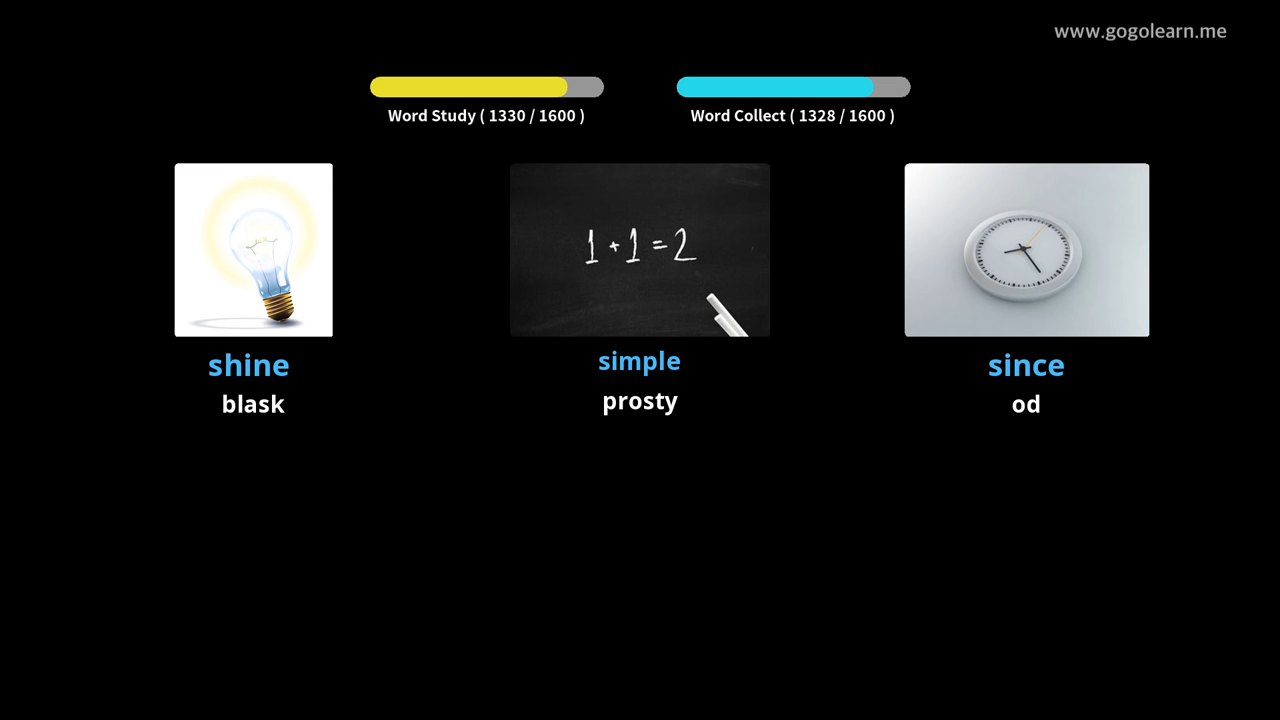 www.gogolearn.me
Word Study ( 1330 / 1600 )
Word Collect ( 1328 / 1600 )
1 + 1 = 2
shine
simple
since
blask
prosty
od